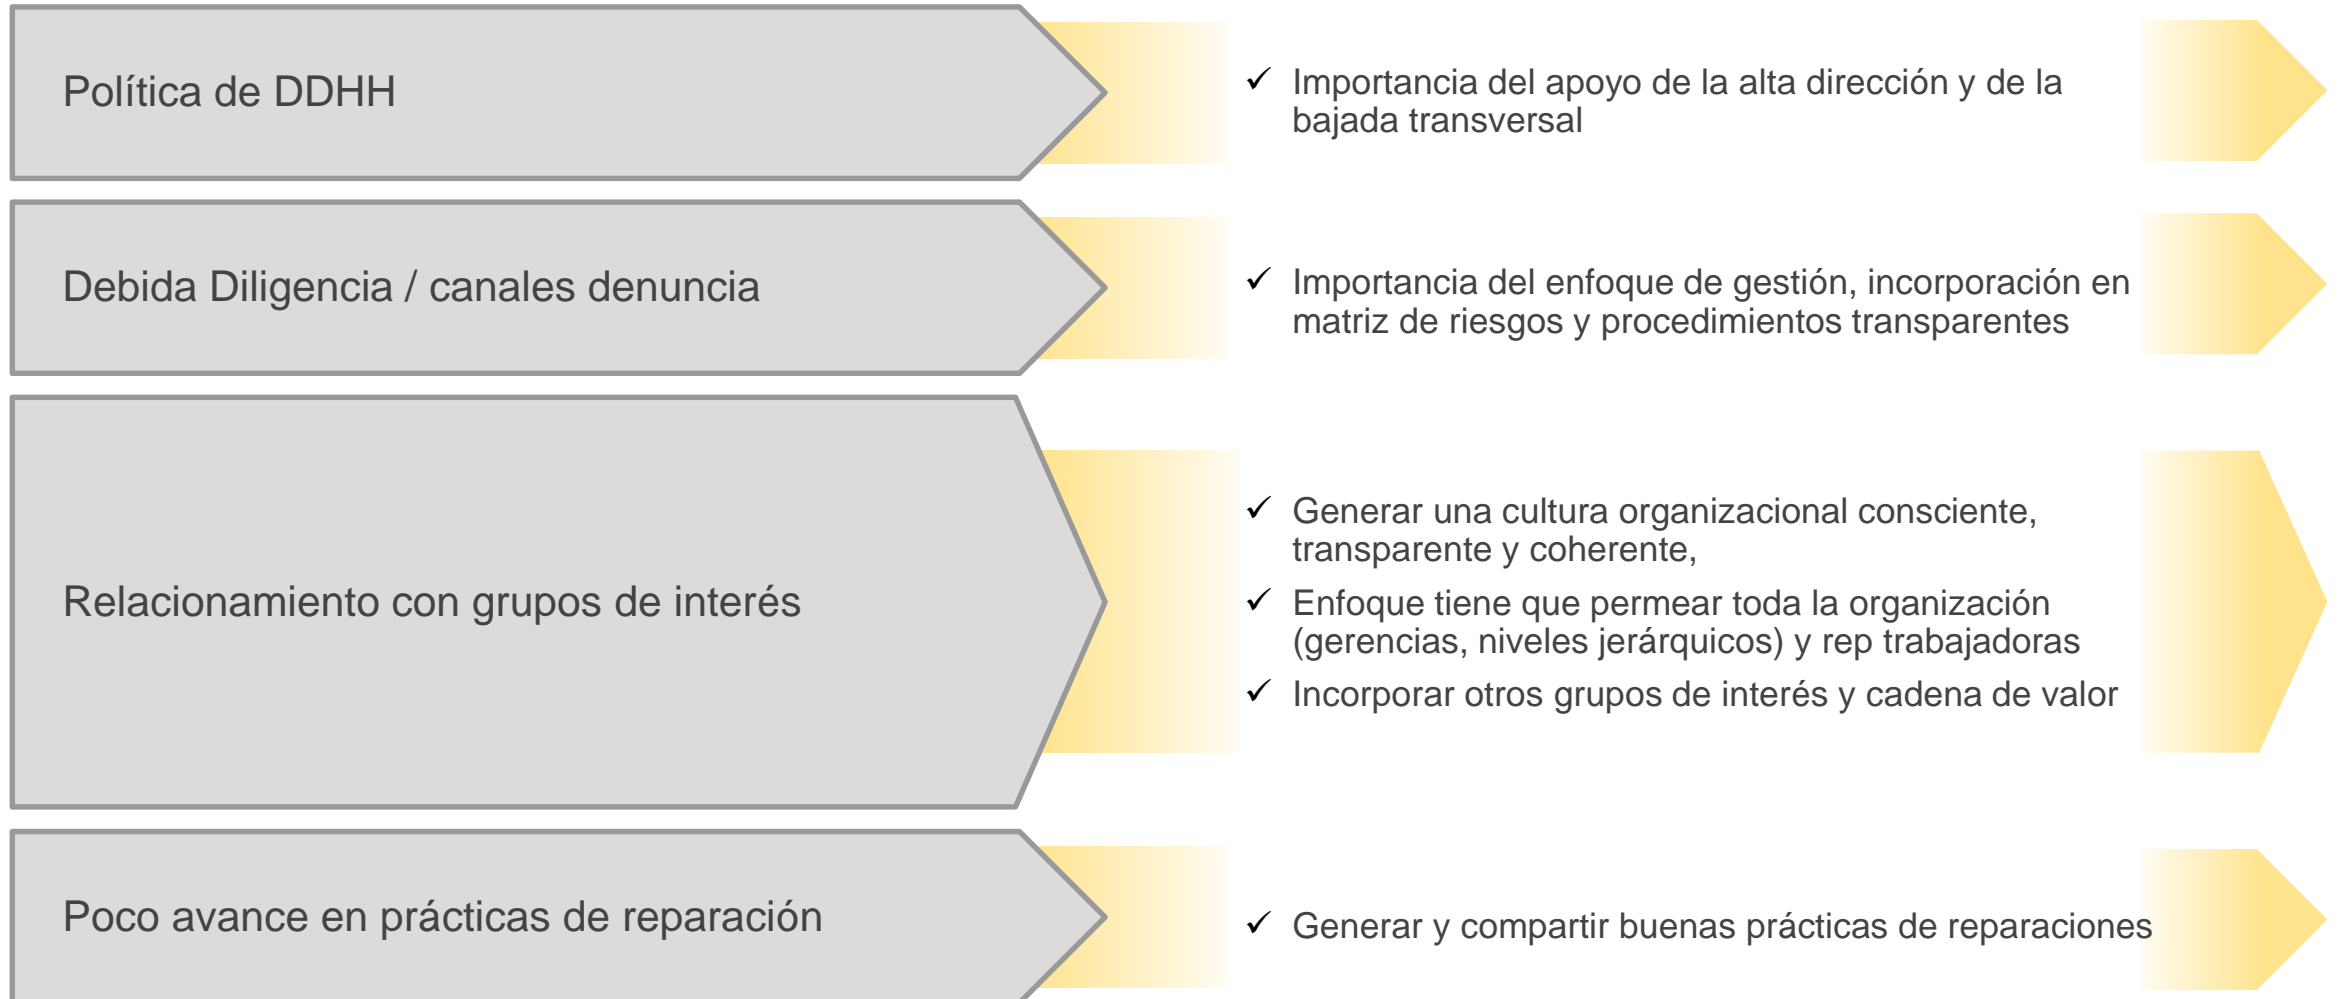 Política de DDHH
✓ Importancia del apoyo de la alta dirección y de la
bajada transversal
Debida Diligencia / canales denuncia
✓ Importancia del enfoque de gestión, incorporación en
matriz de riesgos y procedimientos transparentes
Relacionamiento con grupos de interés
✓ Generar una cultura organizacional consciente,
transparente y coherente,
✓ Enfoque tiene que permear toda la organización
(gerencias, niveles jerárquicos) y rep trabajadoras
✓ Incorporar otros grupos de interés y cadena de valor
Poco avance en prácticas de reparación
✓ Generar y compartir buenas prácticas de reparaciones